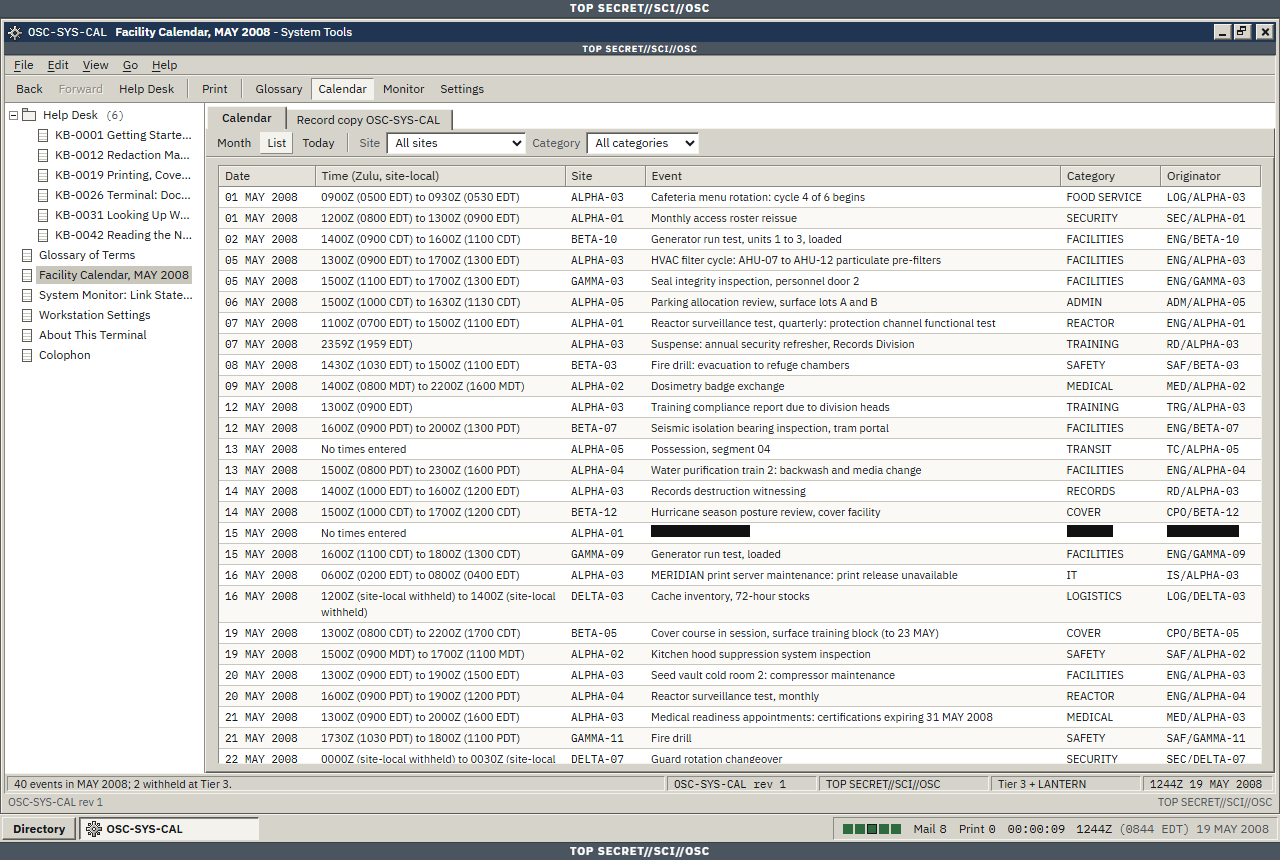 TOP SECRET//SCI//OSC
OSC-SYS-CAL Facility Calendar, MAY 2008 - System Tools
TOP SECRET//SCI//OSC
File Edit View Go Help
Back Forward Help Desk Print Glossary Calendar Monitor Settings
Help Desk (6)
KB-0001 Getting Starte...
KB-0012 Redaction Ma...
KB-0019 Printing, Cove...
KB-0026 Terminal: Doc...
KB-0031 Looking Up W...
KB-0042 Reading the N...
Glossary of Terms
Facility Calendar, MAY 2008
System Monitor: Link State...
Workstation Settings
About This Terminal
Colophon
Calendar Record copy OSC-SYS-CAL
Month List Today Site All sites Category All categories
Date Time (Zulu, site-local) Site Event Category Originator
01 MAY 2008 0900Z (0500 EDT) to 0930Z (0530 EDT) ALPHA-03 Cafeteria menu rotation: cycle 4 of 6 begins FOOD SERVICE LOG/ALPHA-03
01 MAY 2008 1200Z (0800 EDT) to 1300Z (0900 EDT) ALPHA-01 Monthly access roster reissue SECURITY SEC/ALPHA-01
02 MAY 2008 1400Z (0900 CDT) to 1600Z (1100 CDT) BETA-10 Generator run test, units 1 to 3, loaded FACILITIES ENG/BETA-10
05 MAY 2008 1300Z (0900 EDT) to 1700Z (1300 EDT) ALPHA-03 HVAC filter cycle: AHU-07 to AHU-12 particulate pre-filters FACILITIES ENG/ALPHA-03
05 MAY 2008 1500Z (1100 EDT) to 1700Z (1300 EDT) GAMMA-03 Seal integrity inspection, personnel door 2 FACILITIES ENG/GAMMA-03
06 MAY 2008 1500Z (1000 CDT) to 1630Z (1130 CDT) ALPHA-05 Parking allocation review, surface lots A and B ADMIN ADM/ALPHA-05
07 MAY 2008 1100Z (0700 EDT) to 1500Z (1100 EDT) ALPHA-01 Reactor surveillance test, quarterly: protection channel functional test REACTOR ENG/ALPHA-01
07 MAY 2008 2359Z (1959 EDT) ALPHA-03 Suspense: annual security refresher, Records Division TRAINING RD/ALPHA-03
08 MAY 2008 1430Z (1030 EDT) to 1500Z (1100 EDT) BETA-03 Fire drill: evacuation to refuge chambers SAFETY SAF/BETA-03
09 MAY 2008 1400Z (0800 MDT) to 2200Z (1600 MDT) ALPHA-02 Dosimetry badge exchange MEDICAL MED/ALPHA-02
12 MAY 2008 1300Z (0900 EDT) ALPHA-03 Training compliance report due to division heads TRAINING TRG/ALPHA-03
12 MAY 2008 1600Z (0900 PDT) to 2000Z (1300 PDT) BETA-07 Seismic isolation bearing inspection, tram portal FACILITIES ENG/BETA-07
13 MAY 2008 No times entered ALPHA-05 Possession, segment 04 TRANSIT TC/ALPHA-05
13 MAY 2008 1500Z (0800 PDT) to 2300Z (1600 PDT) ALPHA-04 Water purification train 2: backwash and media change FACILITIES ENG/ALPHA-04
14 MAY 2008 1400Z (1000 EDT) to 1600Z (1200 EDT) ALPHA-03 Records destruction witnessing RECORDS RD/ALPHA-03
14 MAY 2008 1500Z (1000 CDT) to 1700Z (1200 CDT) BETA-12 Hurricane season posture review, cover facility COVER CPO/BETA-12
15 MAY 2008 No times entered ALPHA-01
15 MAY 2008 1600Z (1100 CDT) to 1800Z (1300 CDT) GAMMA-09 Generator run test, loaded FACILITIES ENG/GAMMA-09
16 MAY 2008 0600Z (0200 EDT) to 0800Z (0400 EDT) ALPHA-03 MERIDIAN print server maintenance: print release unavailable IT IS/ALPHA-03
16 MAY 2008 1200Z (site-local withheld) to 1400Z (site-local DELTA-03 Cache inventory, 72-hour stocks LOGISTICS LOG/DELTA-03
withheld)
19 MAY 2008 1300Z (0800 CDT) to 2200Z (1700 CDT) BETA-05 Cover course in session, surface training block (to 23 MAY) COVER CPO/BETA-05
19 MAY 2008 1500Z (0900 MDT) to 1700Z (1100 MDT) ALPHA-02 Kitchen hood suppression system inspection SAFETY SAF/ALPHA-02
20 MAY 2008 1300Z (0900 EDT) to 1900Z (1500 EDT) ALPHA-03 Seed vault cold room 2: compressor maintenance FACILITIES ENG/ALPHA-03
20 MAY 2008 1600Z (0900 PDT) to 1900Z (1200 PDT) ALPHA-04 Reactor surveillance test, monthly REACTOR ENG/ALPHA-04
21 MAY 2008 1300Z (0900 EDT) to 2000Z (1600 EDT) ALPHA-03 Medical readiness appointments: certifications expiring 31 MAY 2008 MEDICAL MED/ALPHA-03
21 MAY 2008 1730Z (1030 PDT) to 1800Z (1100 PDT) GAMMA-11 Fire drill SAFETY SAF/GAMMA-11
22 MAY 2008 0000Z (site-local withheld) to 0030Z (site-local DELTA-07 Guard rotation changeover SECURITY SEC/DELTA-07
40 events in MAY 2008; 2 withheld at Tier 3. OSC-SYS-CAL rev 1 TOP SECRET//SCI//OSC Tier 3 + LANTERN 1244Z 19 MAY 2008
OSC-SYS-CAL rev 1 TOP SECRET//SCI//OSC
Directory OSC-SYS-CAL Mail 8 Print 0 00:00:09 1244Z (0844 EDT) 19 MAY 2008
TOP SECRET//SCI//OSC